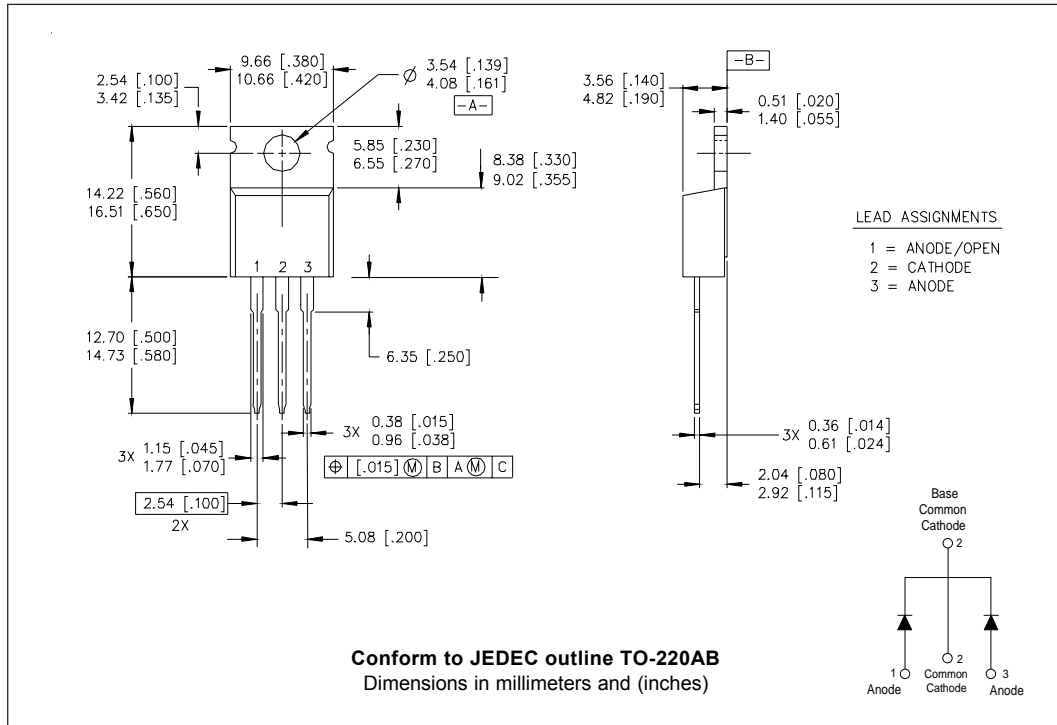 9.66 [.380]
10.66 [.420]
2.54 [.100]
3.42 [.135]
Ø 3.54 [.139]
4.08 [.161]
-A-
5.85 [.230]
6.55 [.270]
8.38 [.330]
9.02 [.355]
14.22 [.560]
16.51 [.650]
1 2 3
12.70 [.500]
14.73 [.580]
6.35 [.250]
3X 0.38 [.015]
0.96 [.038]
3X 1.15 [.045]
1.77 [.070]
⌖ [.015] Ⓜ B A Ⓜ C
2.54 [.100]
2X
5.08 [.200]
3.56 [.140]
4.82 [.190]
-B-
0.51 [.020]
1.40 [.055]
LEAD ASSIGNMENTS
1 = ANODE/OPEN
2 = CATHODE
3 = ANODE
3X 0.36 [.014]
0.61 [.024]
2.04 [.080]
2.92 [.115]
Base
Common
Cathode
2
1
Anode
2
Common
Cathode
3
Anode
Conform to JEDEC outline TO-220AB
Dimensions in millimeters and (inches)